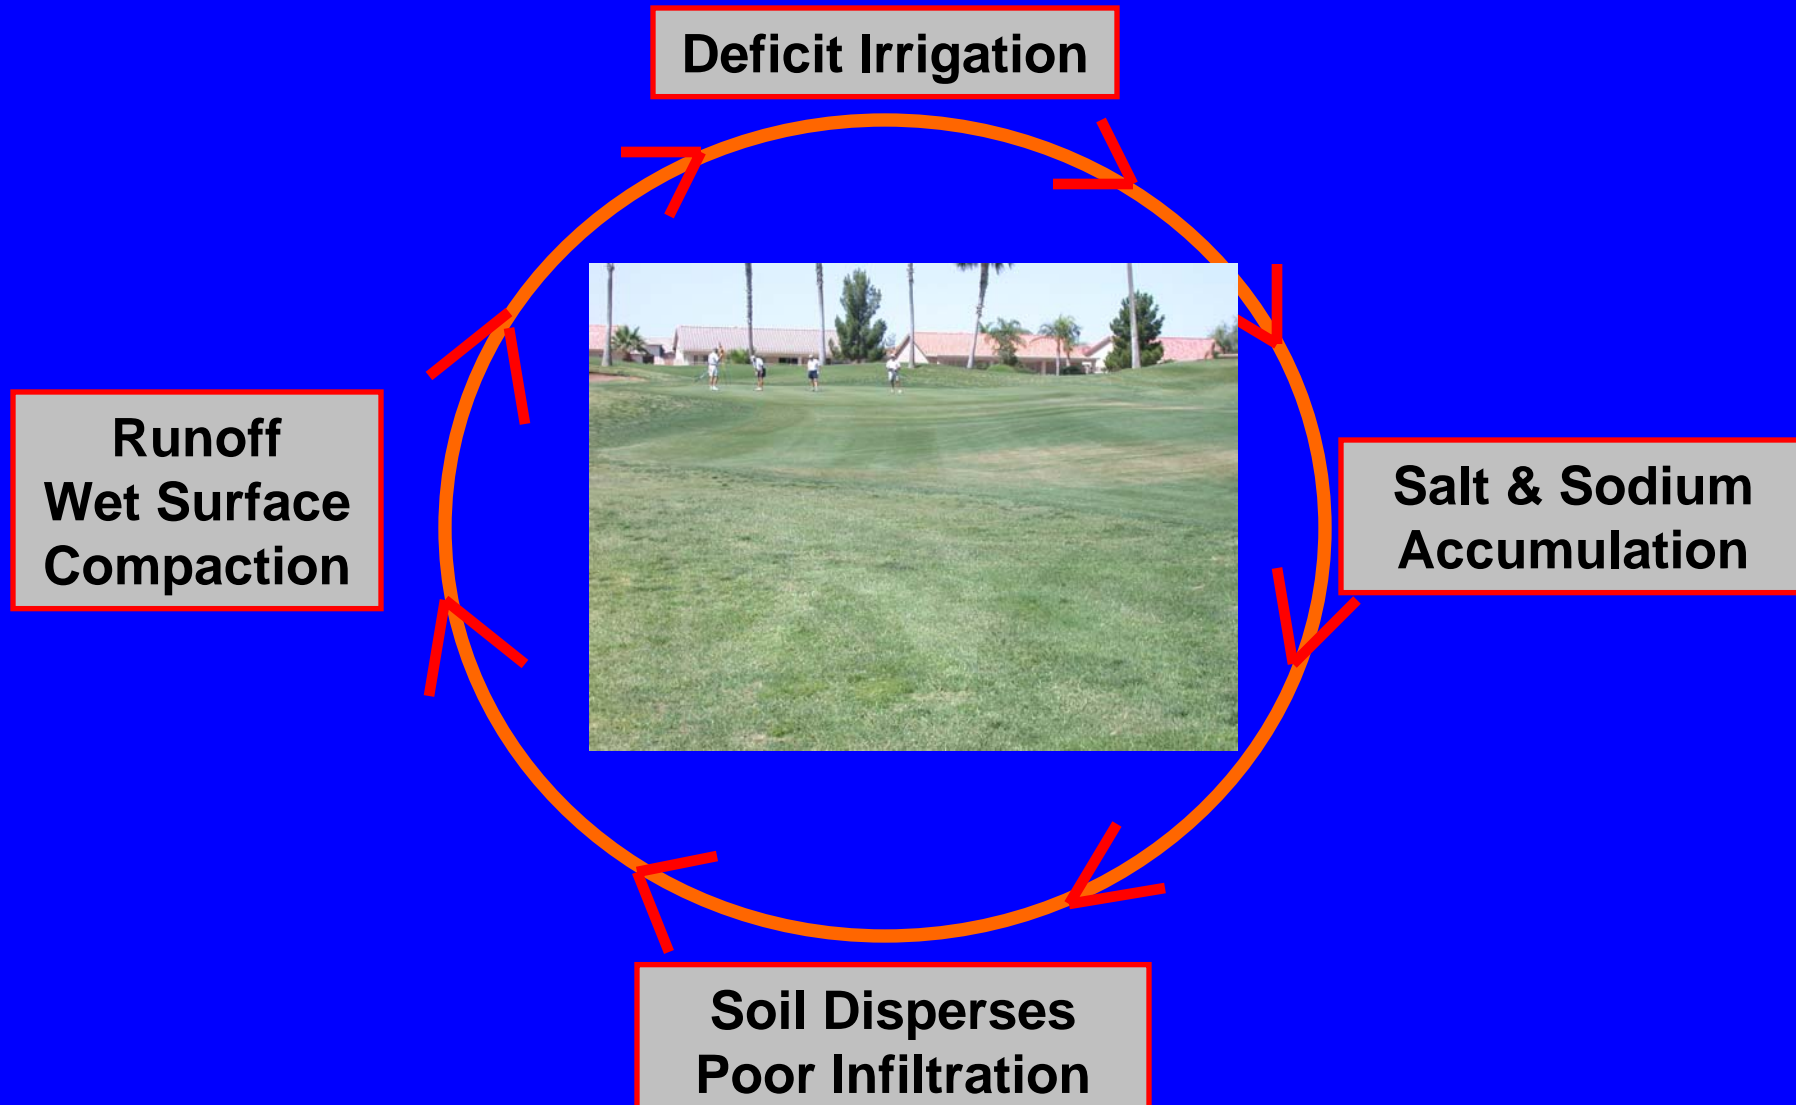 Deficit Irrigation
Runoff
Wet Surface
Compaction
Salt & Sodium
Accumulation
Soil Disperses
Poor Infiltration